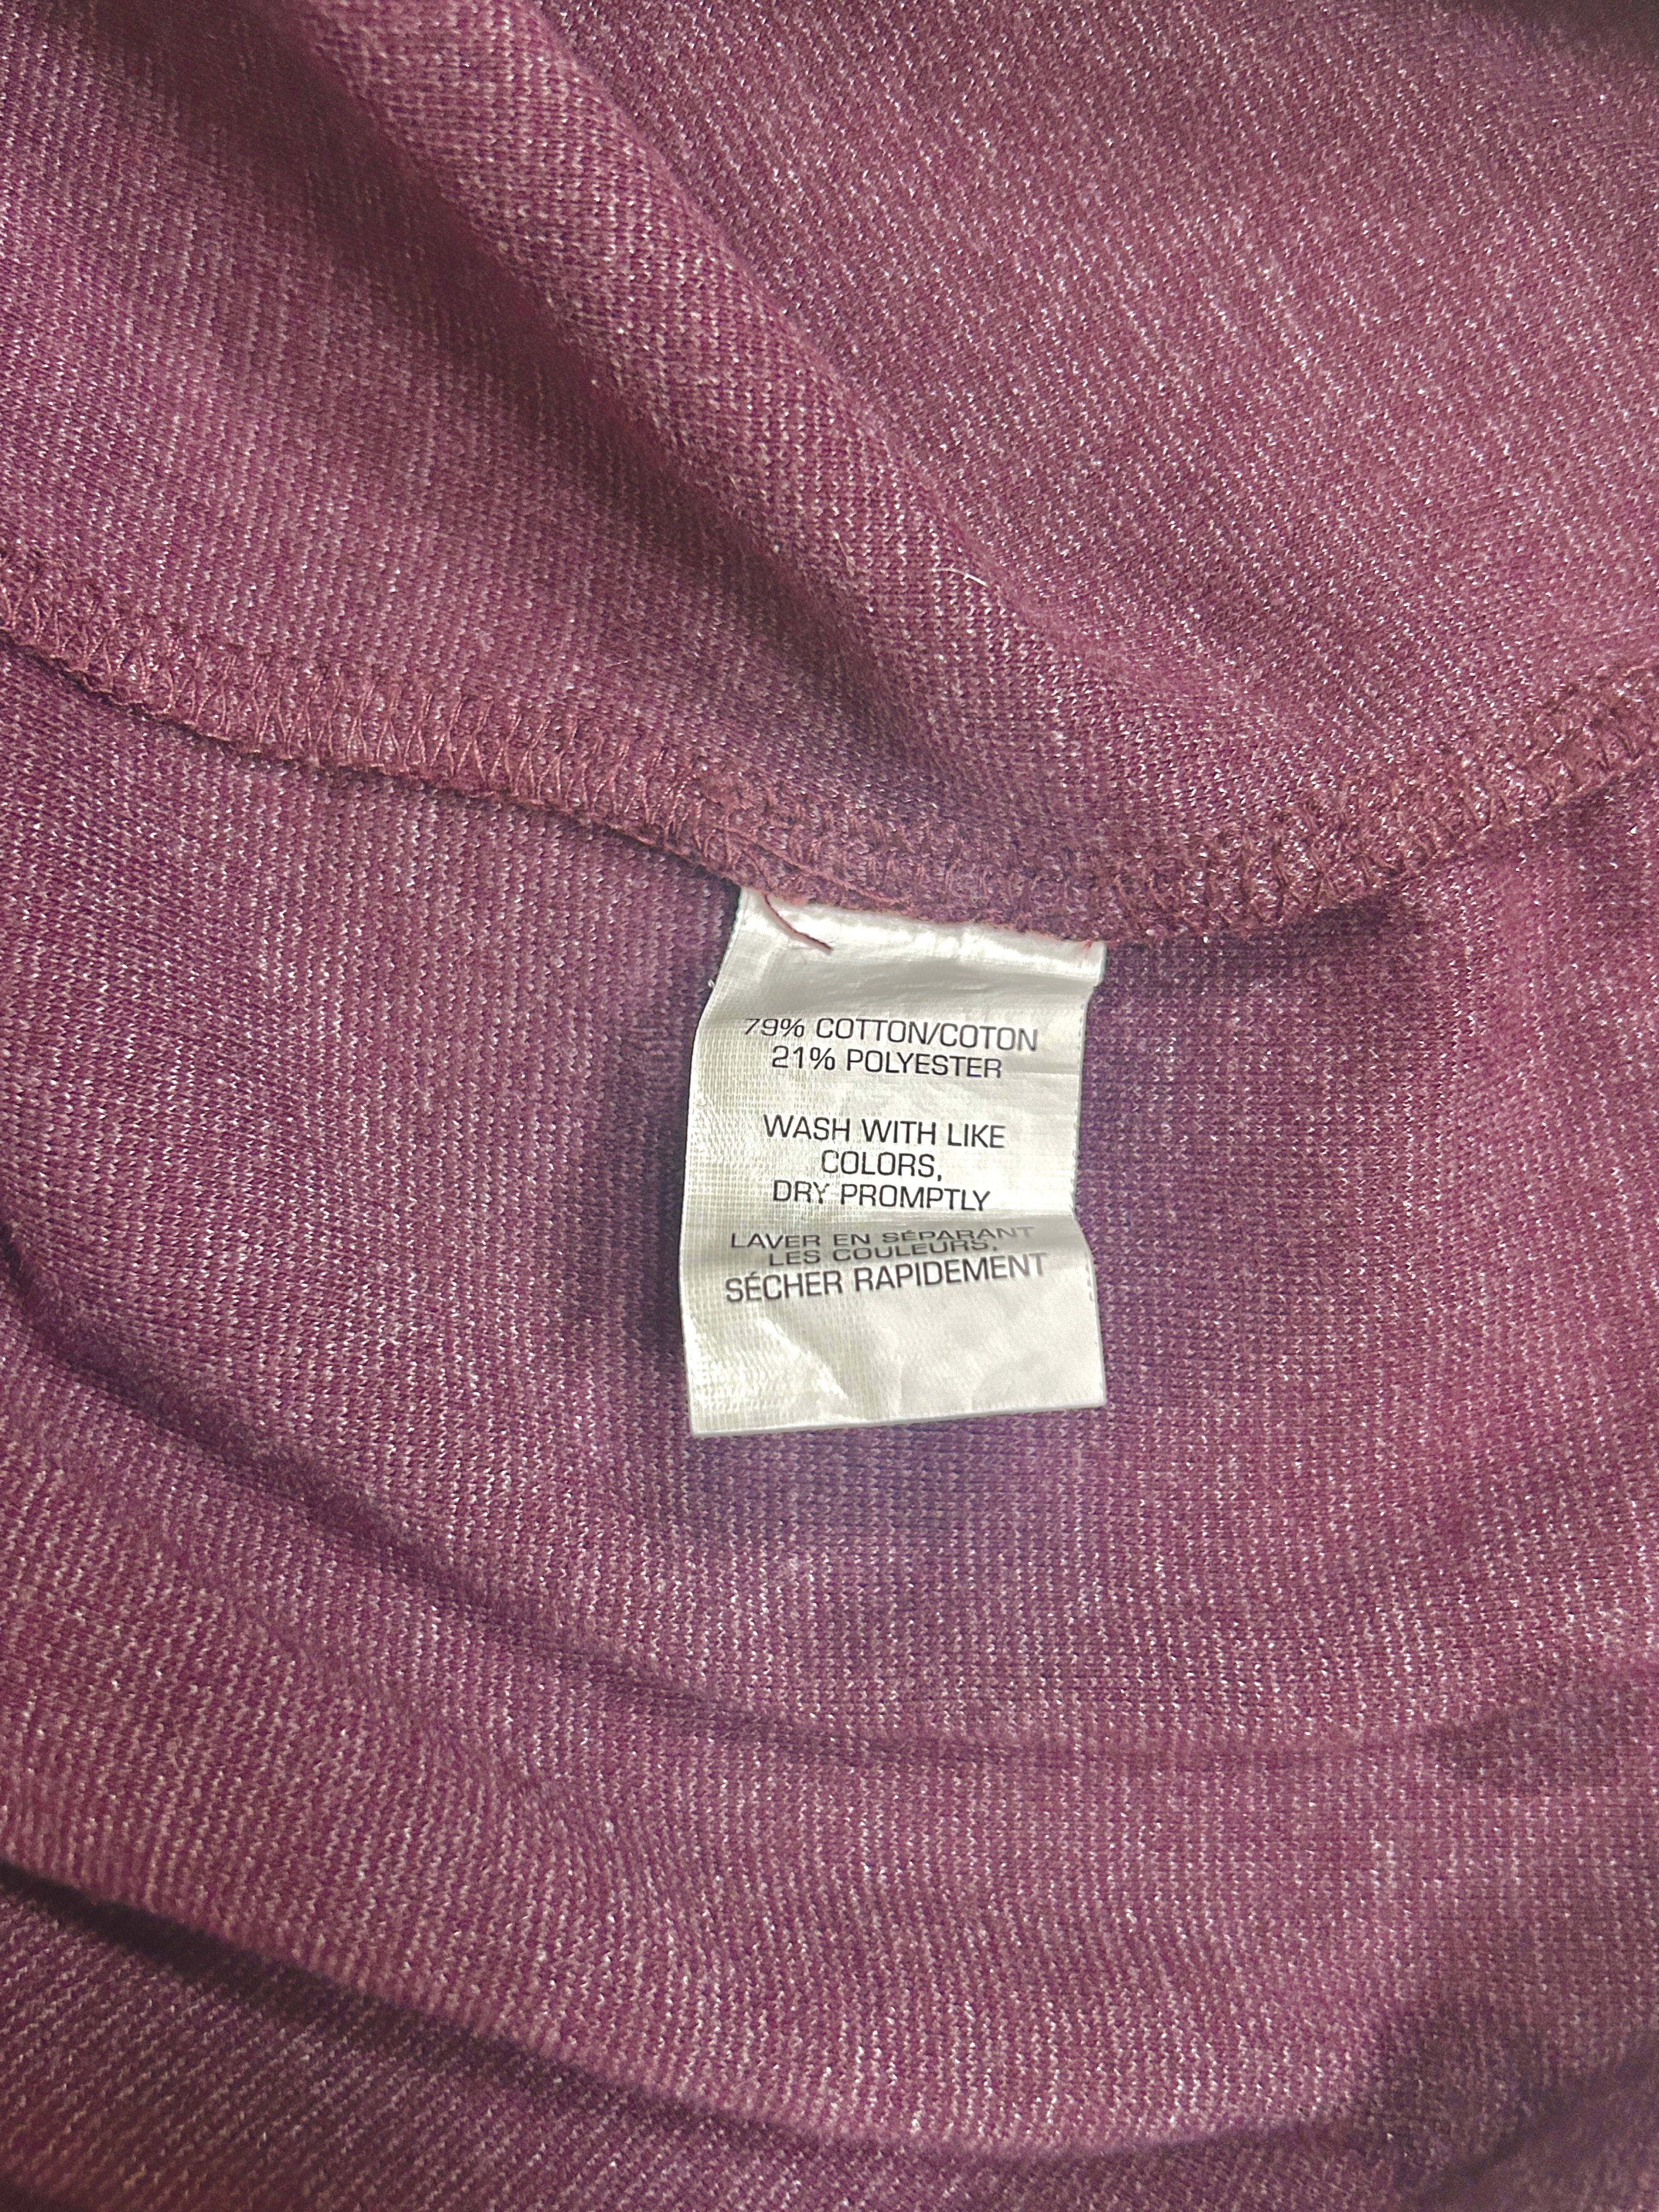 79% COTTON/COTON
21% POLYESTER
WASH WITH LIKE
COLORS,
DRY PROMPTLY
LAVER EN SÉPARANT
LES COULEURS,
SÉCHER RAPIDEMENT